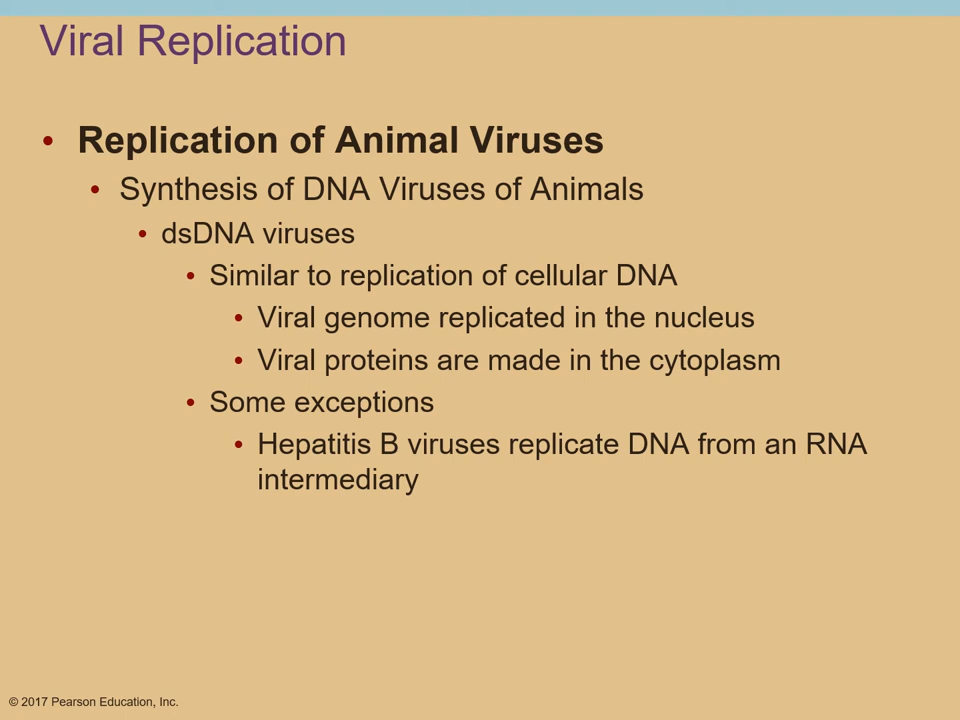 Viral Replication
• Replication of Animal Viruses
• Synthesis of DNA Viruses of Animals
• dsDNA viruses
• Similar to replication of cellular DNA
• Viral genome replicated in the nucleus
• Viral proteins are made in the cytoplasm
• Some exceptions
• Hepatitis B viruses replicate DNA from an RNA
intermediary
© 2017 Pearson Education, Inc.